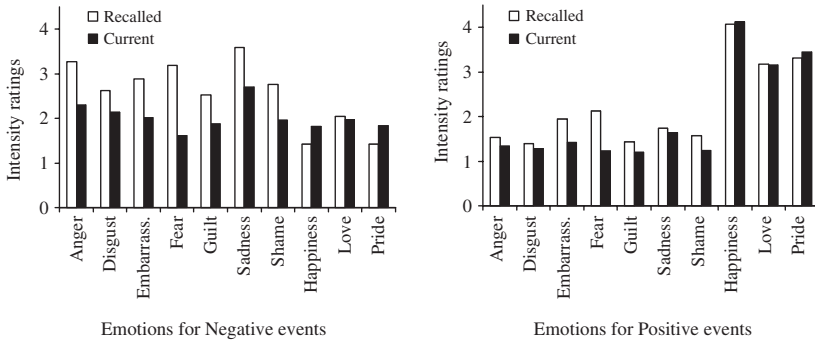 Recalled
Current
Intensity ratings
4
3
2
1
0
Anger
Disgust
Embarrass.
Fear
Guilt
Sadness
Shame
Happiness
Love
Pride
Emotions for Negative events
Recalled
Current
Intensity ratings
4
3
2
1
0
Anger
Disgust
Embarrass.
Fear
Guilt
Sadness
Shame
Happiness
Love
Pride
Emotions for Positive events